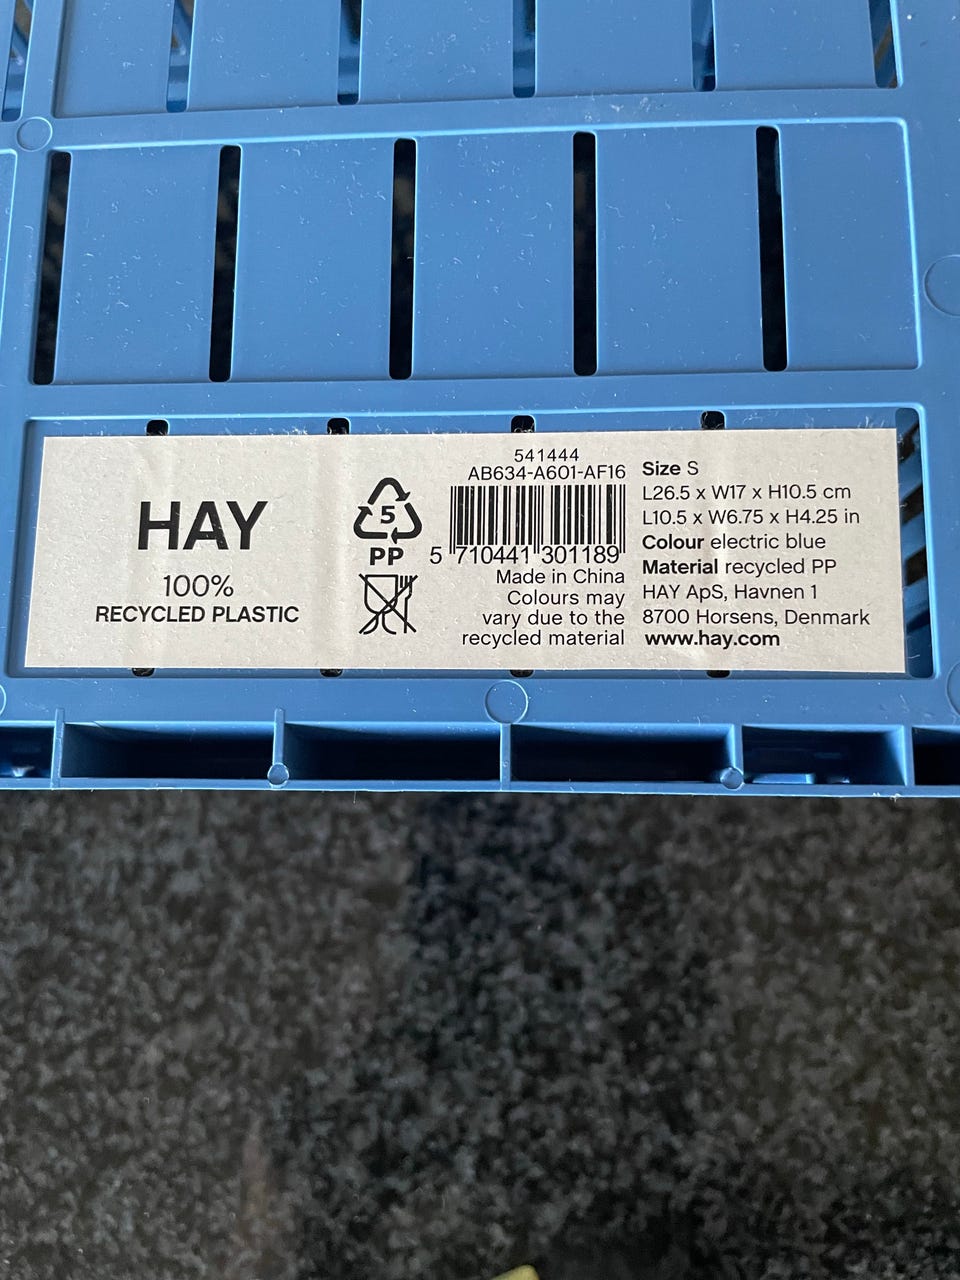 HAY
100%
RECYCLED PLASTIC
5
PP
541444
AB634-A601-AF16
5 710441 301189
Made in China
Colours may
vary due to the
recycled material
Size S
L26.5 x W17 x H10.5 cm
L10.5 x W6.75 x H4.25 in
Colour electric blue
Material recycled PP
HAY ApS, Havnen 1
8700 Horsens, Denmark
www.hay.com